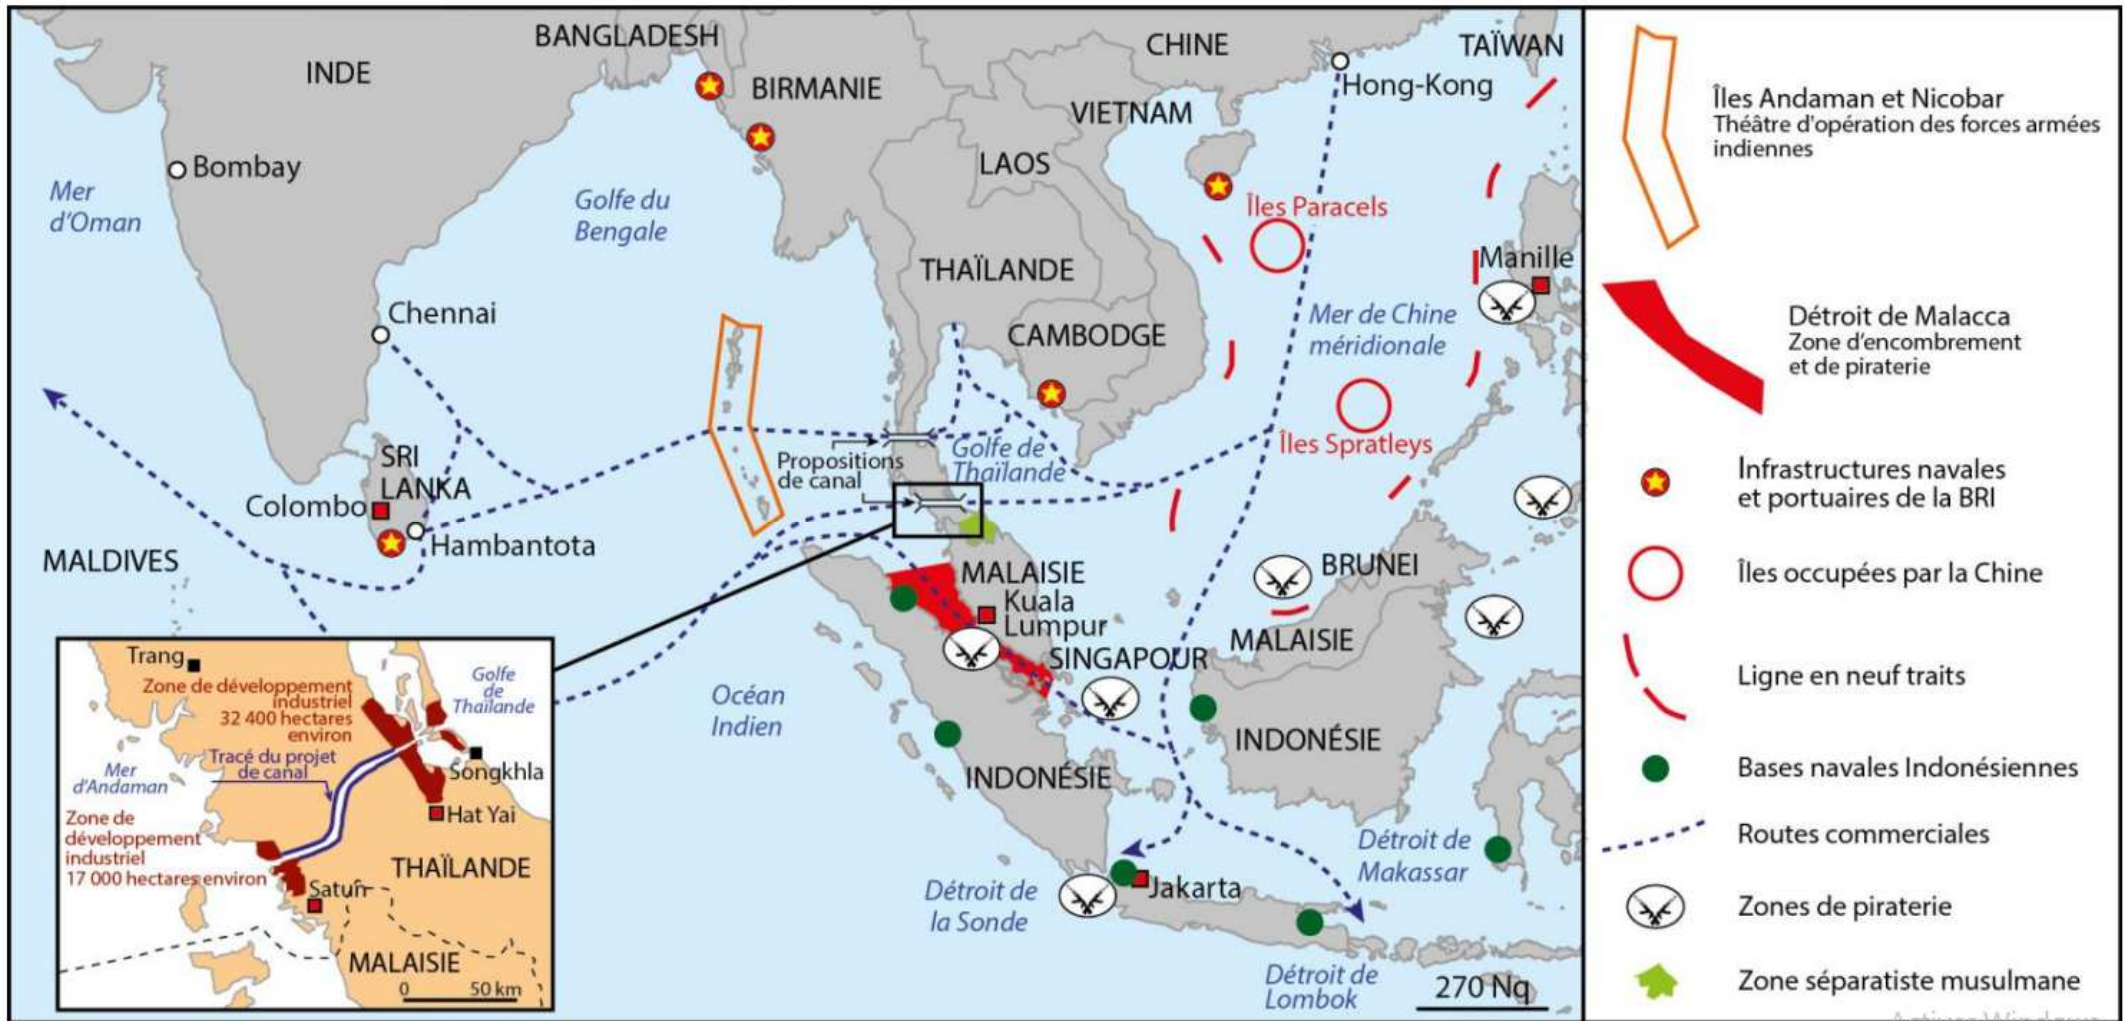 BANGLADESH
CHINE
TAÏWAN
INDE
BIRMANIE
Hong-Kong
VIETNAM
LAOS
Bombay
Mer
d'Oman
Golfe du
Bengale
Îles Paracels
THAÏLANDE
Manille
Chennai
CAMBODGE
Mer de Chine
méridionale
Îles Spratleys
Propositions
de canal
Golfe de
Thaïlande
SRI
LANKA
Colombo
Hambantota
MALDIVES
MALAISIE
Kuala
Lumpur
BRUNEI
MALAISIE
SINGAPOUR
Océan
Indien
INDONÉSIE
INDONÉSIE
Détroit de
Makassar
Détroit de
la Sonde
Jakarta
Détroit de
Lombok
270 Nq
Trang
Zone de développement
industriel
32 400 hectares
environ
Golfe
de
Thaïlande
Tracé du projet
de canal
Mer
d'Andaman
Songkhla
Hat Yai
Zone de
développement
industriel
17 000 hectares environ
THAÏLANDE
Satun
MALAISIE
0 50 km
Îles Andaman et Nicobar
Théâtre d'opération des forces armées
indiennes
Détroit de Malacca
Zone d'encombrement
et de piraterie
Infrastructures navales
et portuaires de la BRI
Îles occupées par la Chine
Ligne en neuf traits
Bases navales Indonésiennes
Routes commerciales
Zones de piraterie
Zone séparatiste musulmane